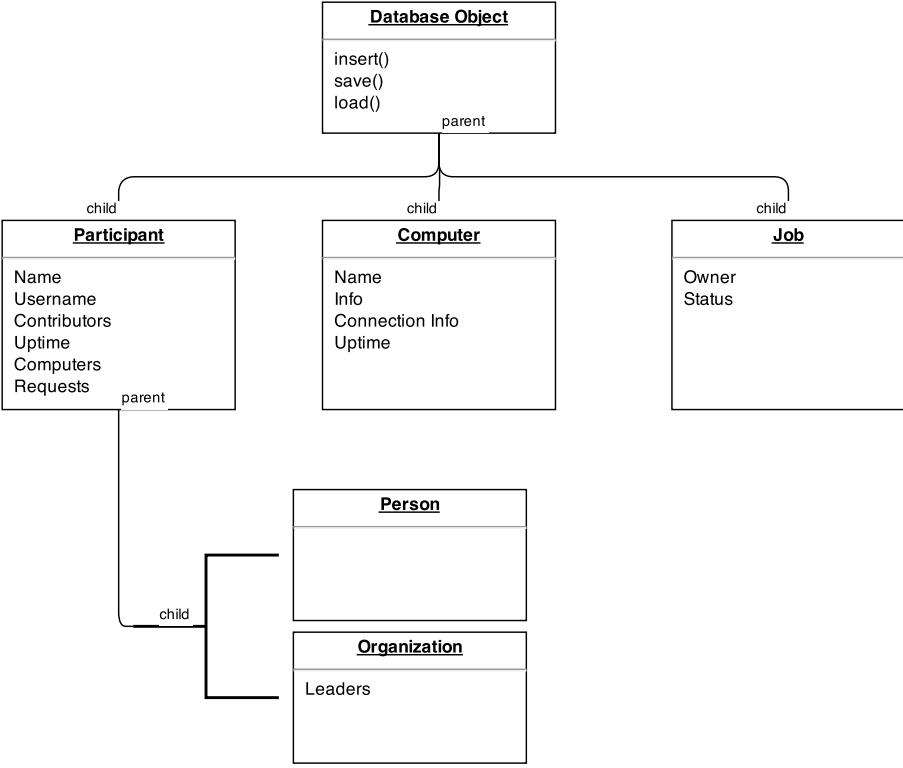 Database Object
insert()
save()
load()
parent
child
child
child
Participant
Name
Username
Contributors
Uptime
Computers
Requests
parent
Computer
Name
Info
Connection Info
Uptime
Job
Owner
Status
child
Person
Organization
Leaders